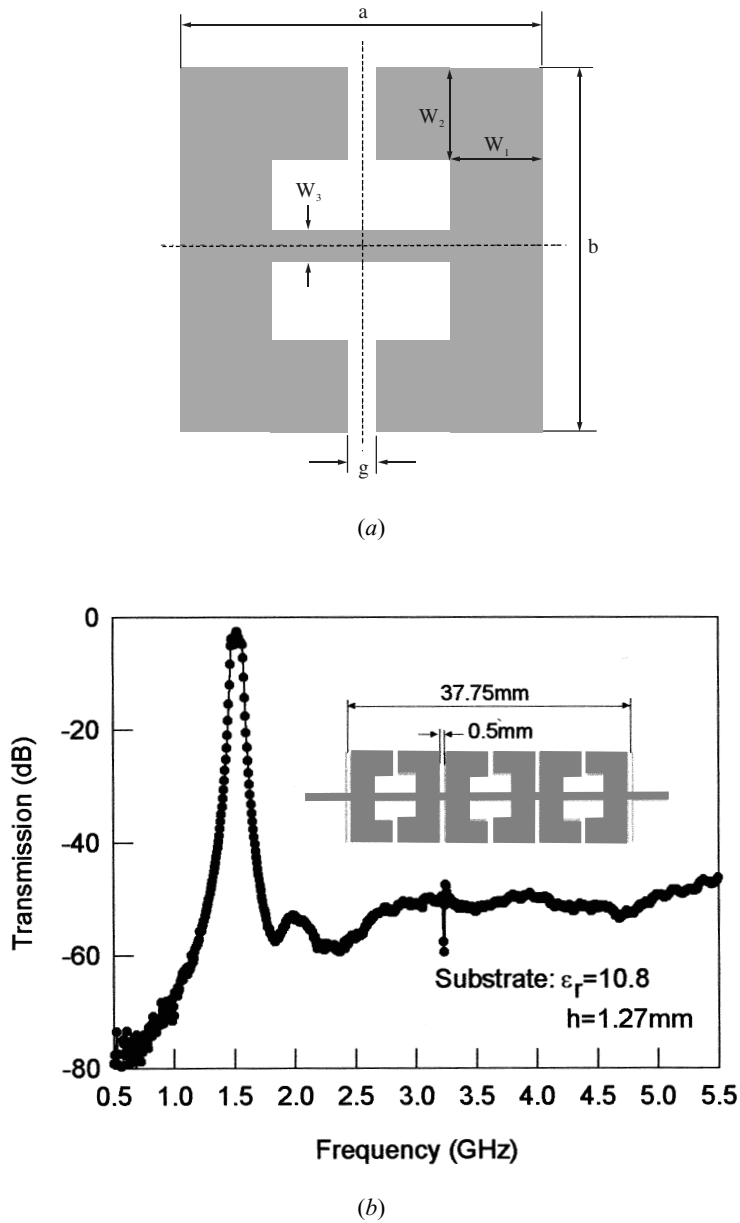 a
W₂
W₁
W₃
b
g
(a)
0
-20
-40
-60
-80
Transmission (dB)
37.75mm
0.5mm
Substrate: εr=10.8
h=1.27mm
0.5 1.0 1.5 2.0 2.5 3.0 3.5 4.0 4.5 5.0 5.5
Frequency (GHz)
(b)